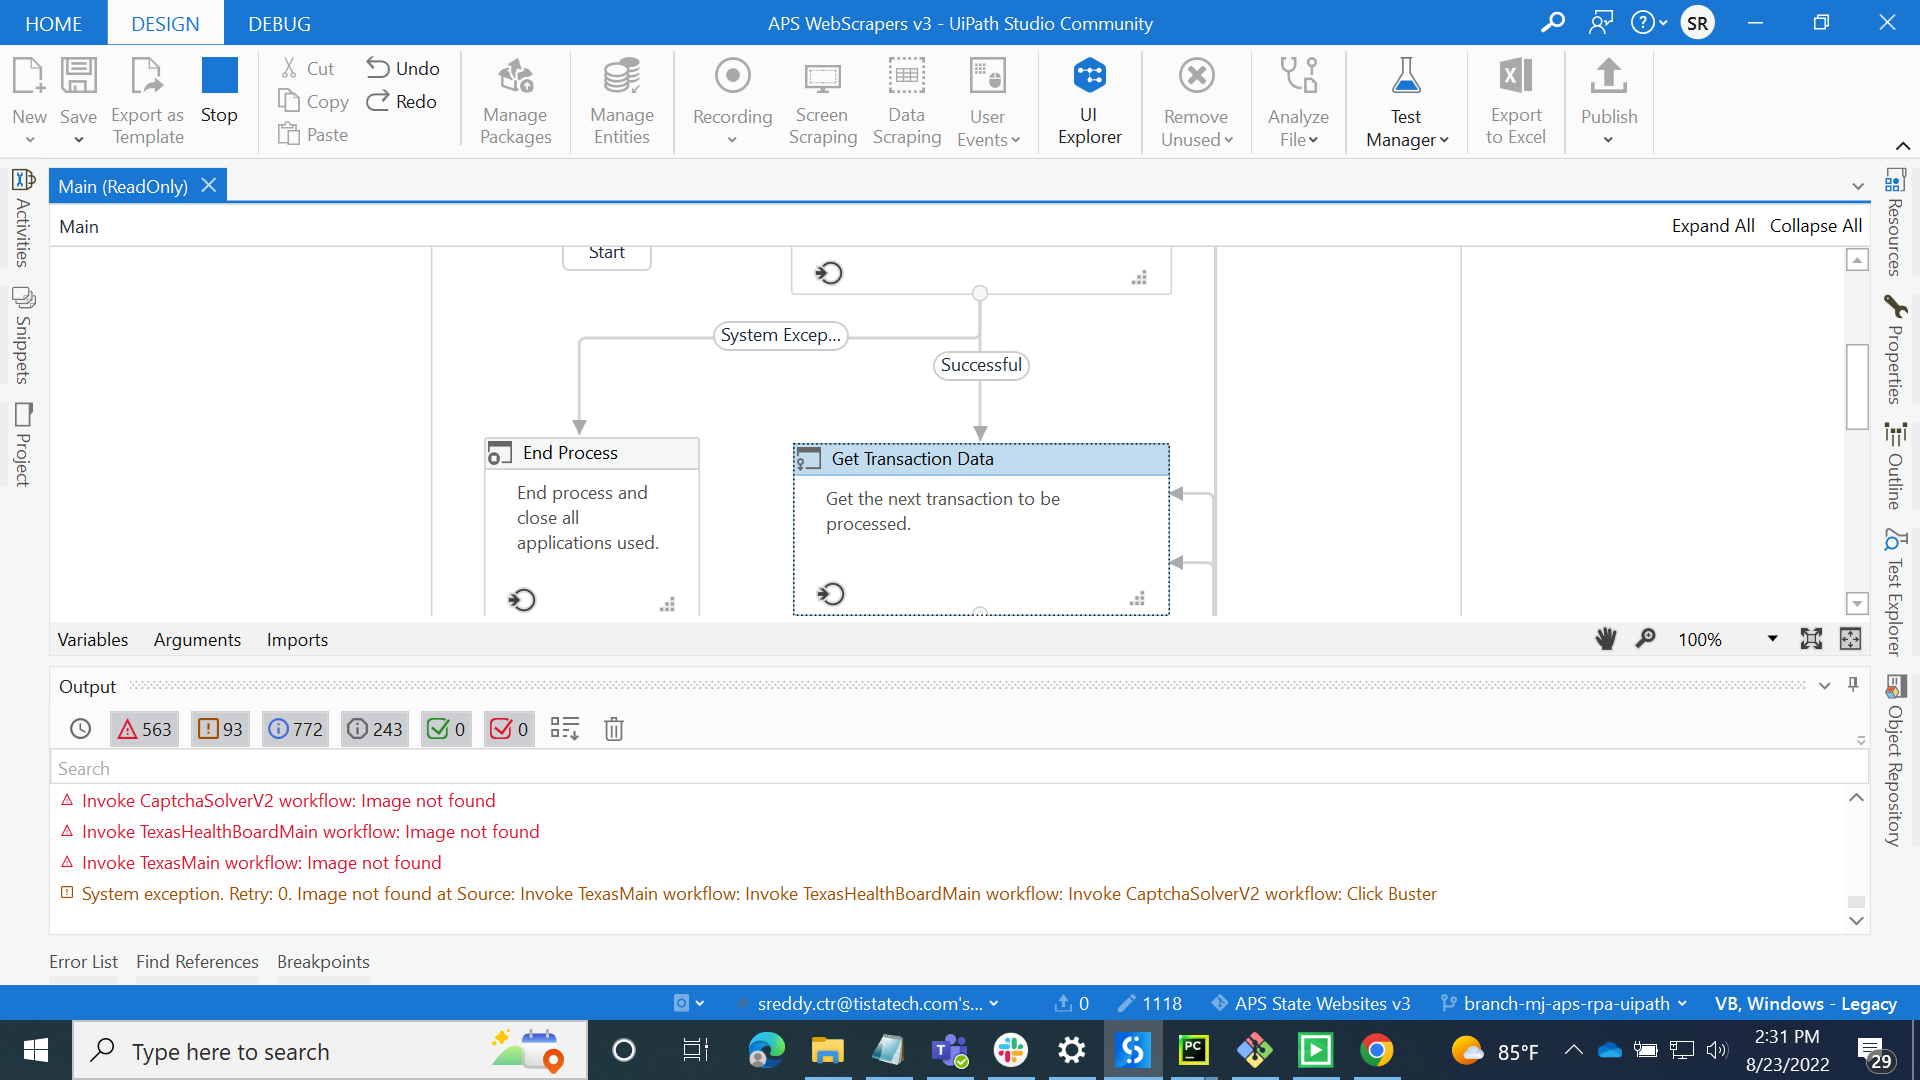 HOME
DESIGN
DEBUG
APS WebScrapers v3 - UiPath Studio Community
SR
New
Save
Export as
Template
Stop
Cut
Copy
Paste
Undo
Redo
Manage
Packages
Manage
Entities
Recording
Screen
Scraping
Data
Scraping
User
Events
UI
Explorer
Remove
Unused
Analyze
File
Test
Manager
Export
to Excel
Publish
Main (ReadOnly)
Main
Expand All
Collapse All
Activities
Snippets
Project
Resources
Properties
Outline
Test Explorer
Object Repository
Start
System Excep...
Successful
End Process
End process and
close all
applications used.
Get Transaction Data
Get the next transaction to be
processed.
Variables
Arguments
Imports
100%
Output
563
93
772
243
0
0
Search
Invoke CaptchaSolverV2 workflow: Image not found
Invoke TexasHealthBoardMain workflow: Image not found
Invoke TexasMain workflow: Image not found
System exception. Retry: 0. Image not found at Source: Invoke TexasMain workflow: Invoke TexasHealthBoardMain workflow: Invoke CaptchaSolverV2 workflow: Click Buster
Error List
Find References
Breakpoints
sreddy.ctr@tistatech.com's...
0
1118
APS State Websites v3
branch-mj-aps-rpa-uipath
VB, Windows - Legacy
Type here to search
PC
85°F
2:31 PM
8/23/2022
29